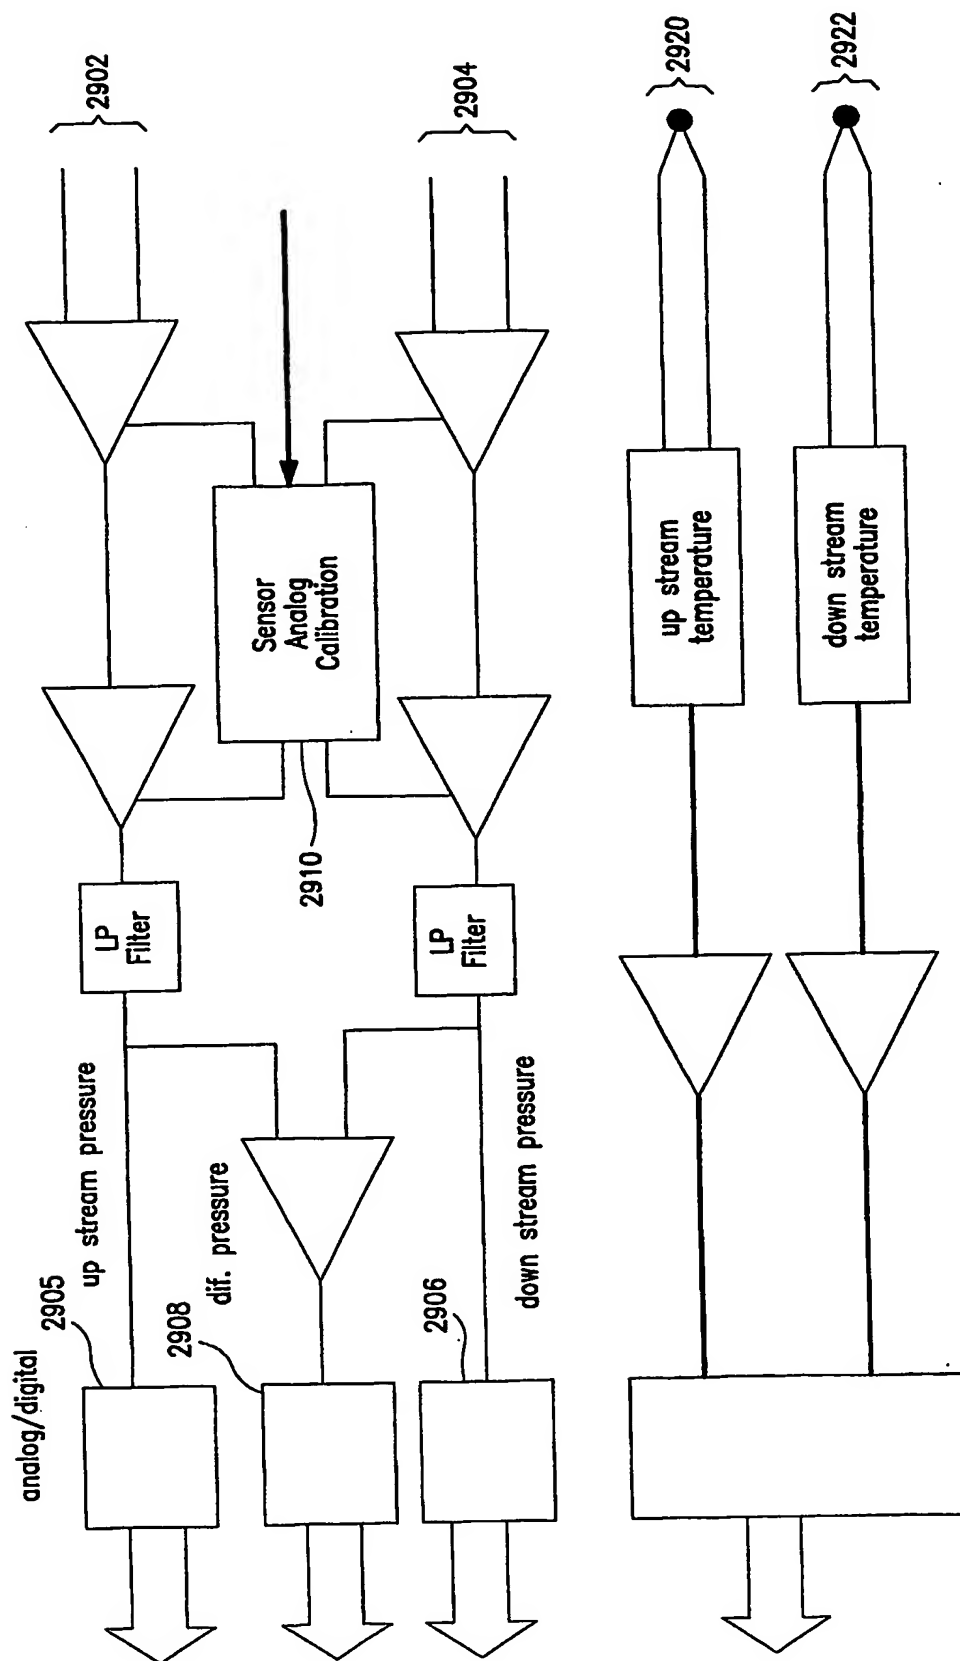 analog/digital
2905
up stream pressure
LP
Filter
2902
2908
dif. pressure
2910
Sensor
Analog
Calibration
2906
down stream pressure
LP
Filter
2904
up stream
temperature
2920
down stream
temperature
2922